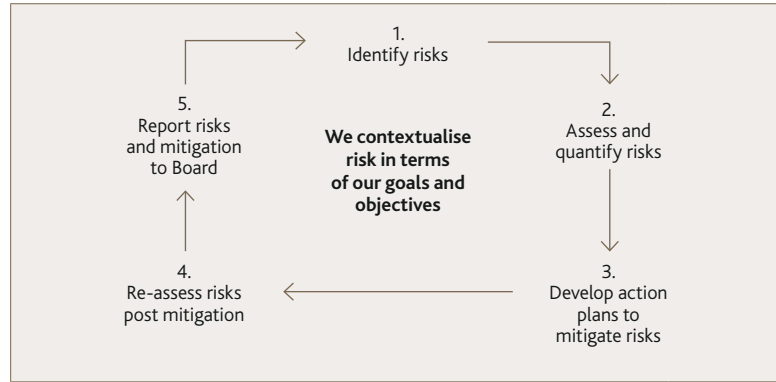 1.
Identify risks
2.
Assess and
quantify risks
3.
Develop action
plans to
mitigate risks
4.
Re-assess risks
post mitigation
5.
Report risks
and mitigation
to Board
We contextualise
risk in terms
of our goals and
objectives